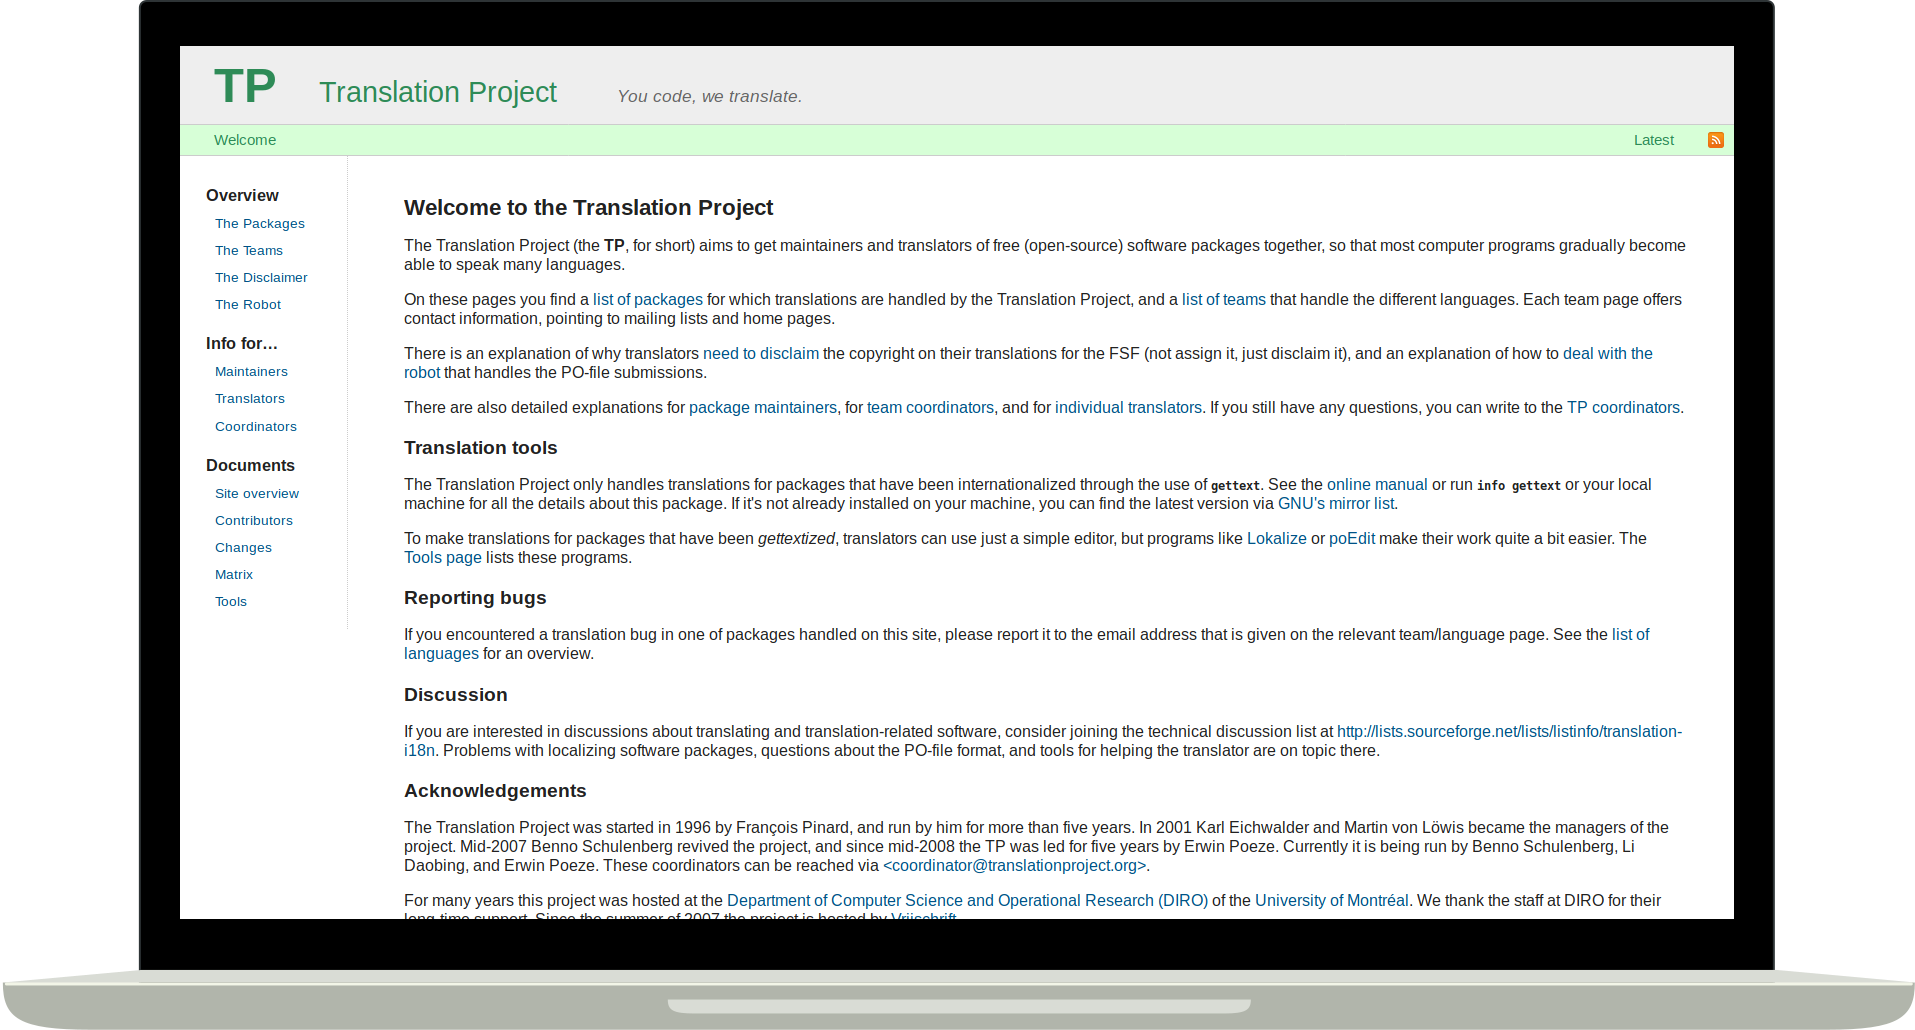 TP Translation Project You code, we translate.
Welcome Latest
Overview
The Packages
The Teams
The Disclaimer
The Robot
Info for...
Maintainers
Translators
Coordinators
Documents
Site overview
Contributors
Changes
Matrix
Tools
Welcome to the Translation Project
The Translation Project (the TP, for short) aims to get maintainers and translators of free (open-source) software packages together, so that most computer programs gradually become
able to speak many languages.
On these pages you find a list of packages for which translations are handled by the Translation Project, and a list of teams that handle the different languages. Each team page offers
contact information, pointing to mailing lists and home pages.
There is an explanation of why translators need to disclaim the copyright on their translations for the FSF (not assign it, just disclaim it), and an explanation of how to deal with the
robot that handles the PO-file submissions.
There are also detailed explanations for package maintainers, for team coordinators, and for individual translators. If you still have any questions, you can write to the TP coordinators.
Translation tools
The Translation Project only handles translations for packages that have been internationalized through the use of gettext. See the online manual or run info gettext or your local
machine for all the details about this package. If it's not already installed on your machine, you can find the latest version via GNU's mirror list.
To make translations for packages that have been gettextized, translators can use just a simple editor, but programs like Lokalize or poEdit make their work quite a bit easier. The
Tools page lists these programs.
Reporting bugs
If you encountered a translation bug in one of packages handled on this site, please report it to the email address that is given on the relevant team/language page. See the list of
languages for an overview.
Discussion
If you are interested in discussions about translating and translation-related software, consider joining the technical discussion list at http://lists.sourceforge.net/lists/listinfo/translation-
i18n. Problems with localizing software packages, questions about the PO-file format, and tools for helping the translator are on topic there.
Acknowledgements
The Translation Project was started in 1996 by François Pinard, and run by him for more than five years. In 2001 Karl Eichwalder and Martin von Löwis became the managers of the
project. Mid-2007 Benno Schulenberg revived the project, and since mid-2008 the TP was led for five years by Erwin Poeze. Currently it is being run by Benno Schulenberg, Li
Daobing, and Erwin Poeze. These coordinators can be reached via <coordinator@translationproject.org>.
For many years this project was hosted at the Department of Computer Science and Operational Research (DIRO) of the University of Montréal. We thank the staff at DIRO for their
long-time support. Since the summer of 2007 the project is hosted by Vrijschrift.